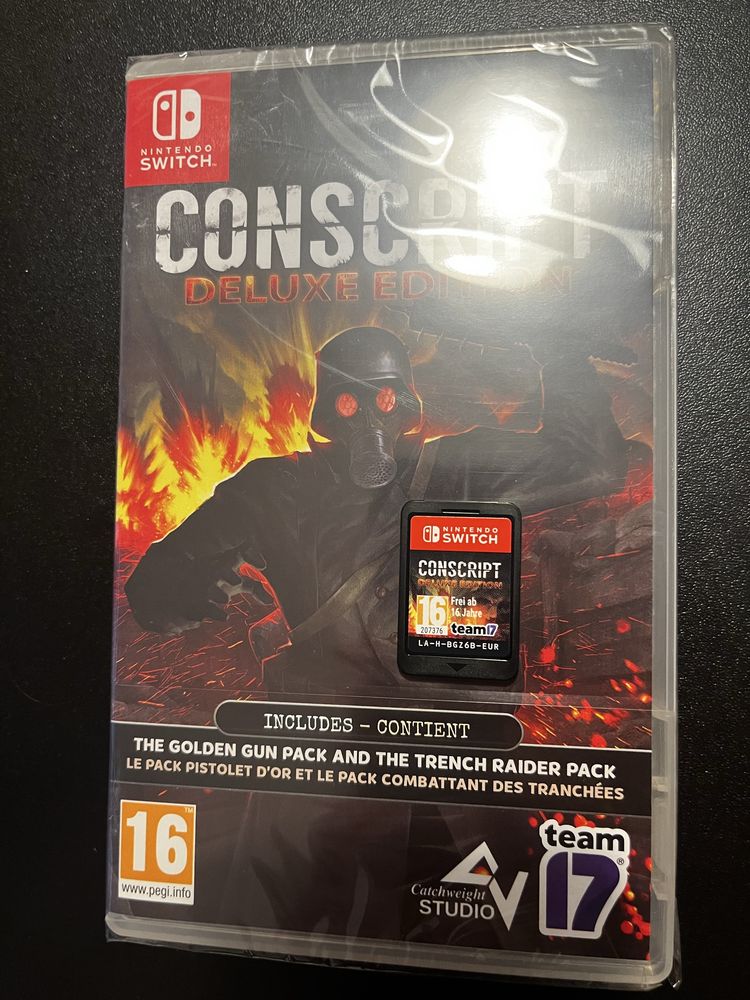 NINTENDO
SWITCH™
CONSCRIPT
DELUXE EDITION
NINTENDO
SWITCH
CONSCRIPT
DELUXE EDITION
16
Frei ab
16 Jahre
207376
team17
LA-H-BGZ6B-EUR
INCLUDES - CONTIENT
THE GOLDEN GUN PACK AND THE TRENCH RAIDER PACK
LE PACK PISTOLET D'OR ET LE PACK COMBATTANT DES TRANCHÉES
16™
www.pegi.info
Catchweight
STUDIO
team
17®